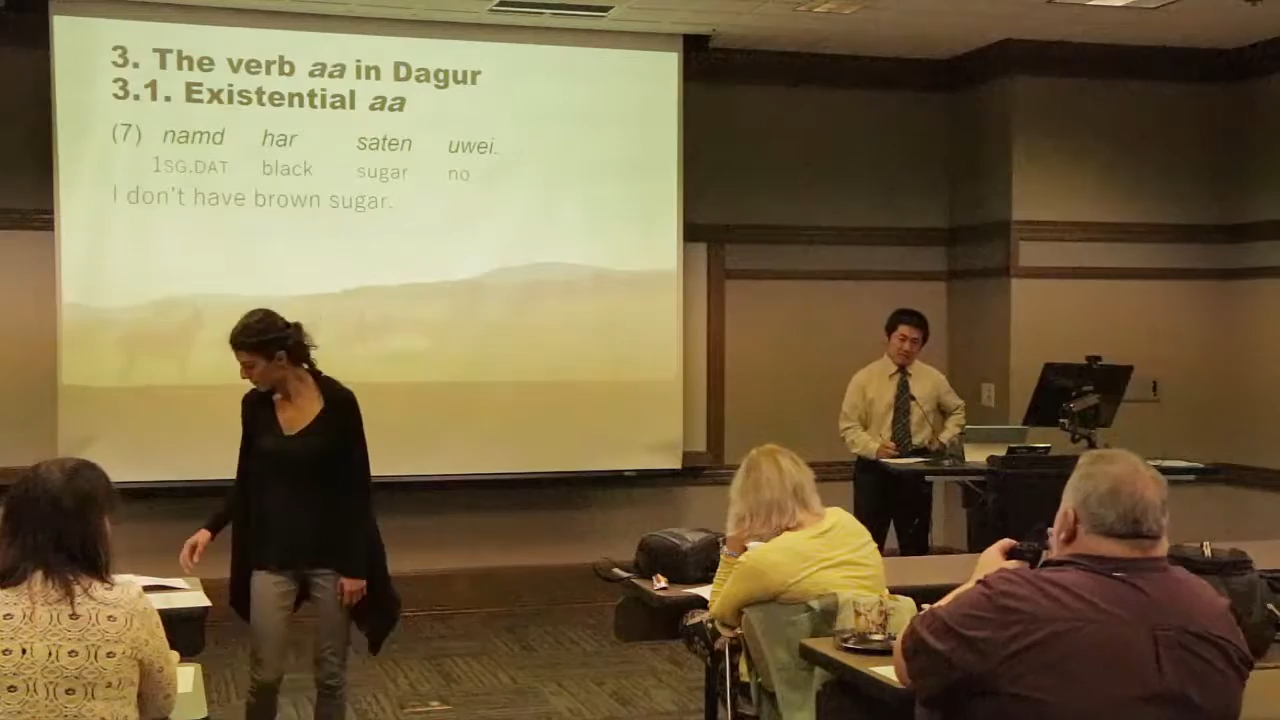 3. The verb aa in Dagur
3.1. Existential aa
(7) namd har saten uwei.
1SG.DAT black sugar no
I don't have brown sugar.